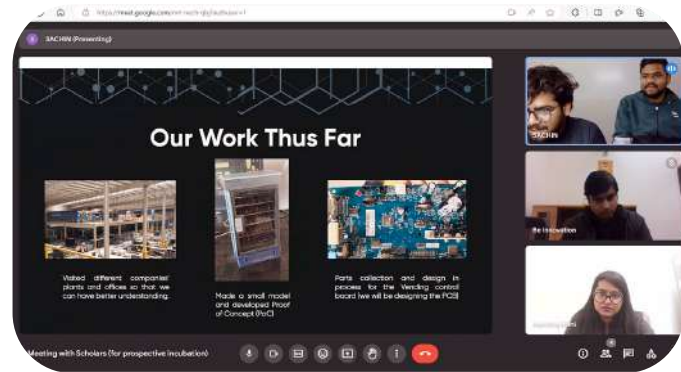 SACHIN (Presenting)
Our Work Thus Far
Visited different companies'
plants and offices so that we
can have better understanding.
Made a small model
and developed Proof
of Concept (PoC)
Parts collection and design in
process for the Vending control
board (we will be designing the PCB)
SACHIN
Be Innovation
Meeting with Scholars (for prospective incubation)